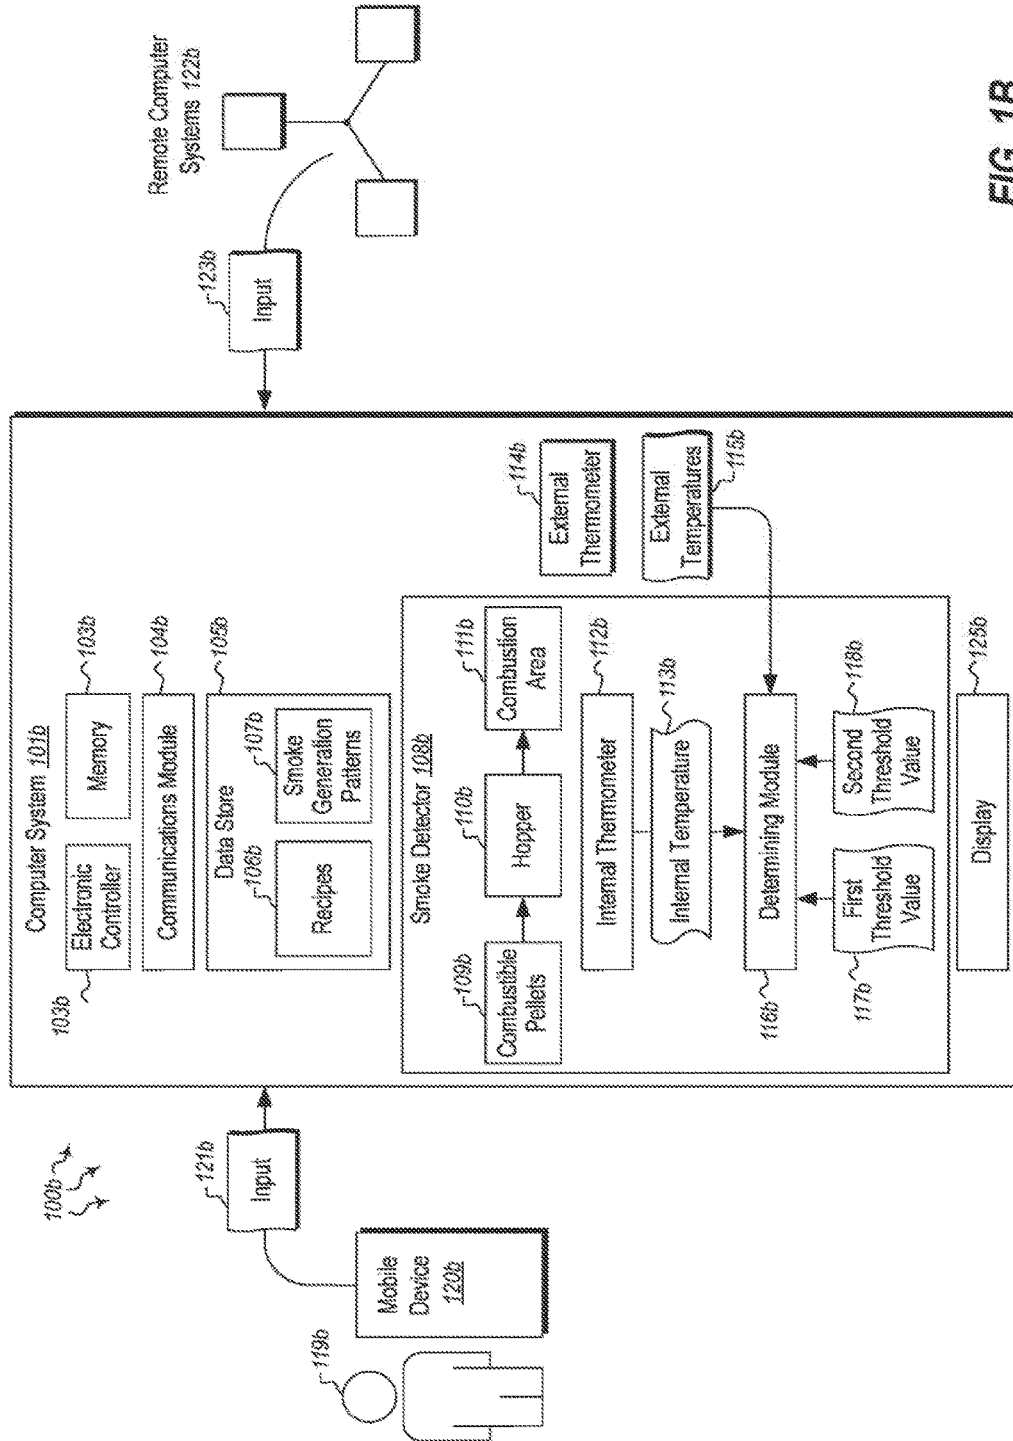 100b
119b
Mobile
Device
120b
121b
Input
Computer System 101b
103b
Electronic
Controller
Memory
103b
Communications Module
104b
Data Store
105b
106b
Recipes
107b
Smoke
Generation
Patterns
Smoke Detector 108b
109b
Combustible
Pellets
110b
Hopper
111b
Combustion
Area
Internal Thermometer
112b
Internal Temperature
113b
114b
External
Thermometer
External
Temperatures
115b
Determining Module
116b
First
Threshold
Value
117b
Second
Threshold
Value
118b
Display
125b
123b
Input
Remote Computer
Systems 122b
FIG. 1B